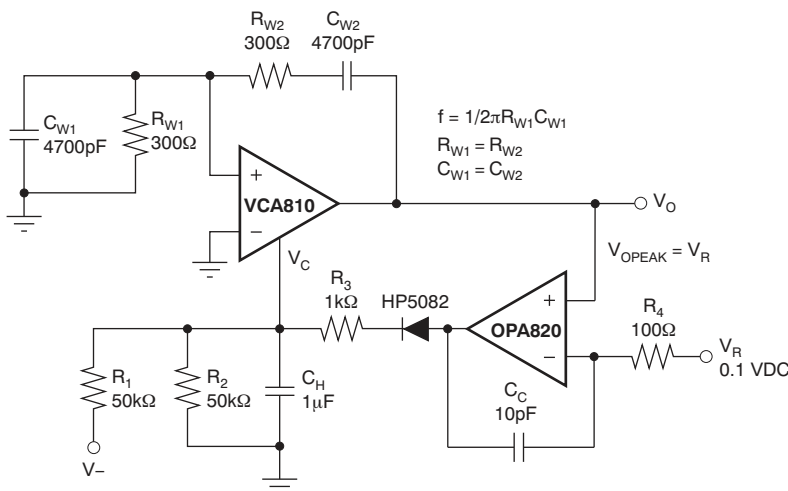 R_W2
300Ω
C_W2
4700pF
C_W1
4700pF
R_W1
300Ω
f = 1/2πR_W1C_W1
R_W1 = R_W2
C_W1 = C_W2
+
VCA810
−
V_O
V_C
V_OPEAK = V_R
R_3
1kΩ
HP5082
+
OPA820
−
R_4
100Ω
V_R
0.1 VDC
R_1
50kΩ
R_2
50kΩ
C_H
1µF
C_C
10pF
V−